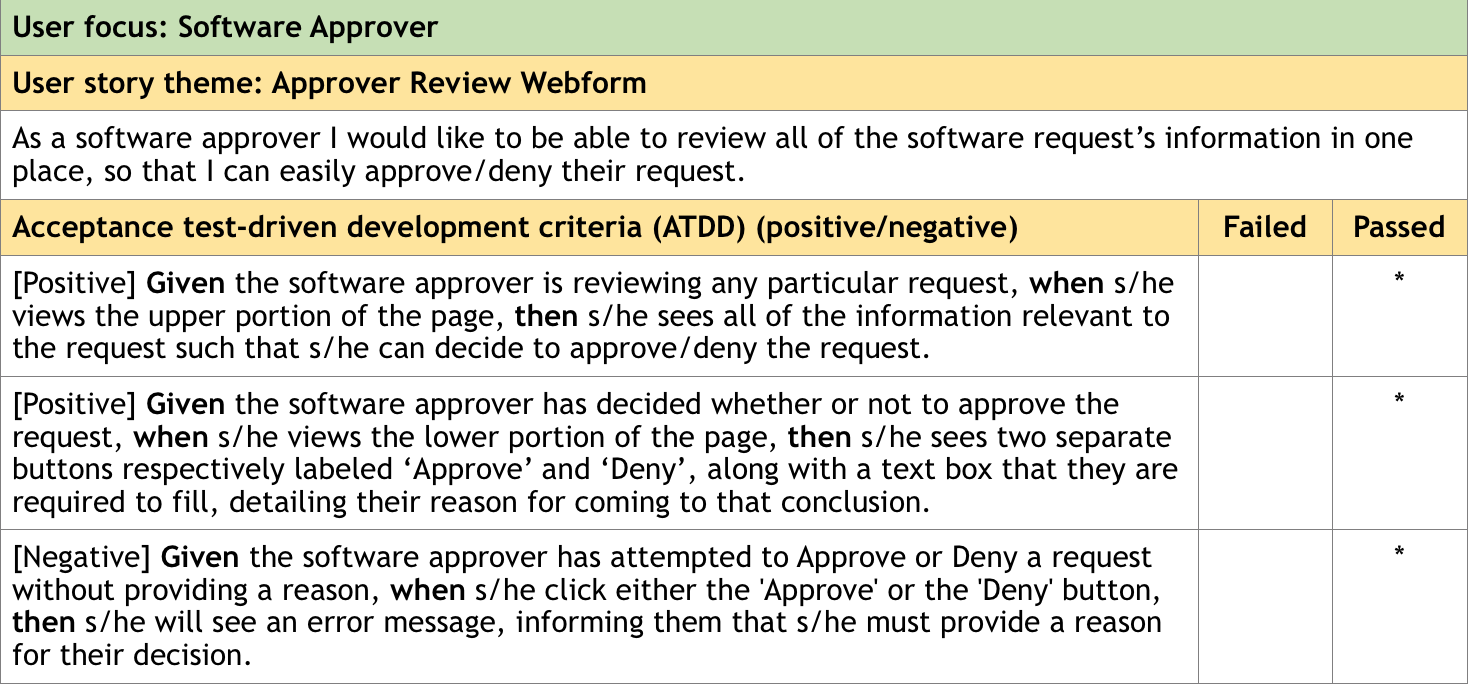 User focus: Software Approver
User story theme: Approver Review Webform
As a software approver I would like to be able to review all of the software request’s information in one
place, so that I can easily approve/deny their request.
Acceptance test-driven development criteria (ATDD) (positive/negative) Failed Passed
[Positive] Given the software approver is reviewing any particular request, when s/he *
views the upper portion of the page, then s/he sees all of the information relevant to
the request such that s/he can decide to approve/deny the request.
[Positive] Given the software approver has decided whether or not to approve the *
request, when s/he views the lower portion of the page, then s/he sees two separate
buttons respectively labeled ‘Approve’ and ‘Deny’, along with a text box that they are
required to fill, detailing their reason for coming to that conclusion.
[Negative] Given the software approver has attempted to Approve or Deny a request *
without providing a reason, when s/he click either the 'Approve' or the 'Deny' button,
then s/he will see an error message, informing them that s/he must provide a reason
for their decision.